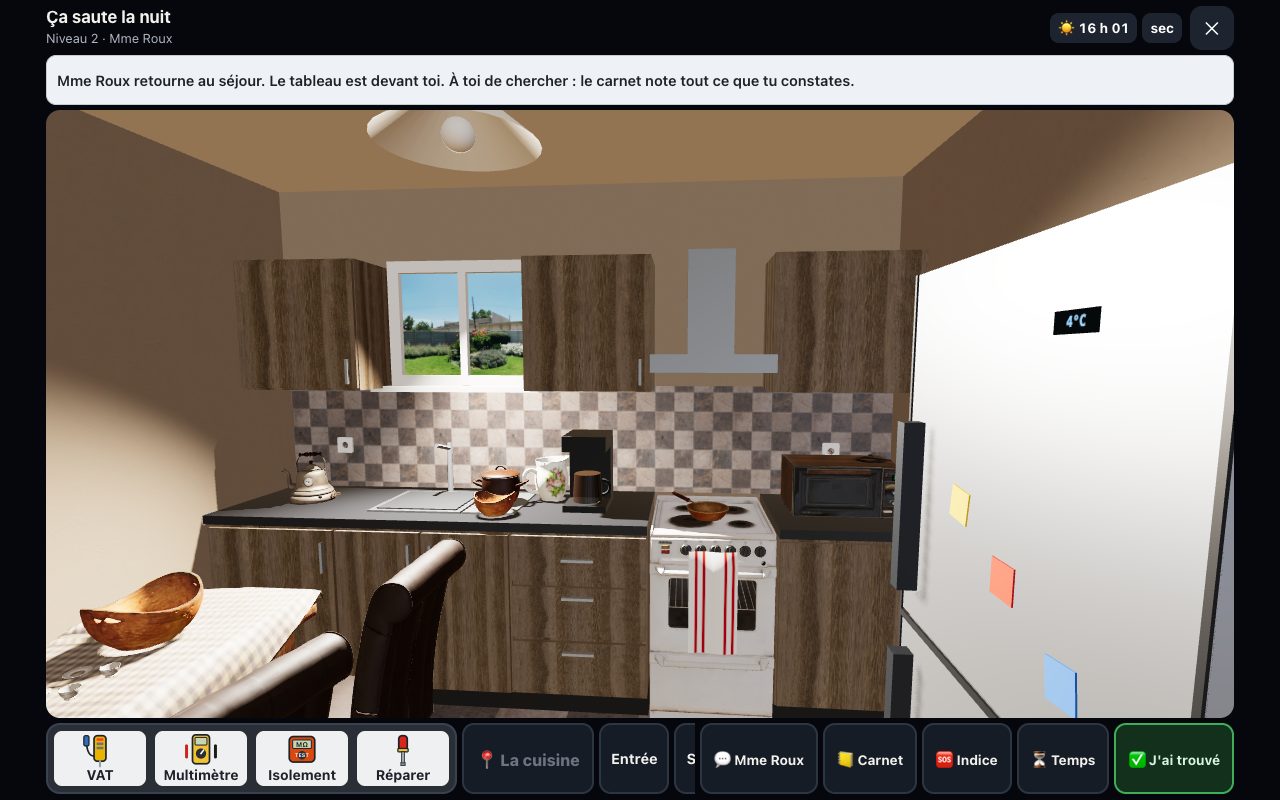 Ça saute la nuit
Niveau 2 · Mme Roux
☀️ 16 h 01
sec
Mme Roux retourne au séjour. Le tableau est devant toi. À toi de chercher : le carnet note tout ce que tu constates.
4°C
VAT
Multimètre
MΩ
TEST
Isolement
Réparer
📍 La cuisine
Entrée
S
💬 Mme Roux
📒 Carnet
🆘 Indice
⏳ Temps
✅ J'ai trouvé